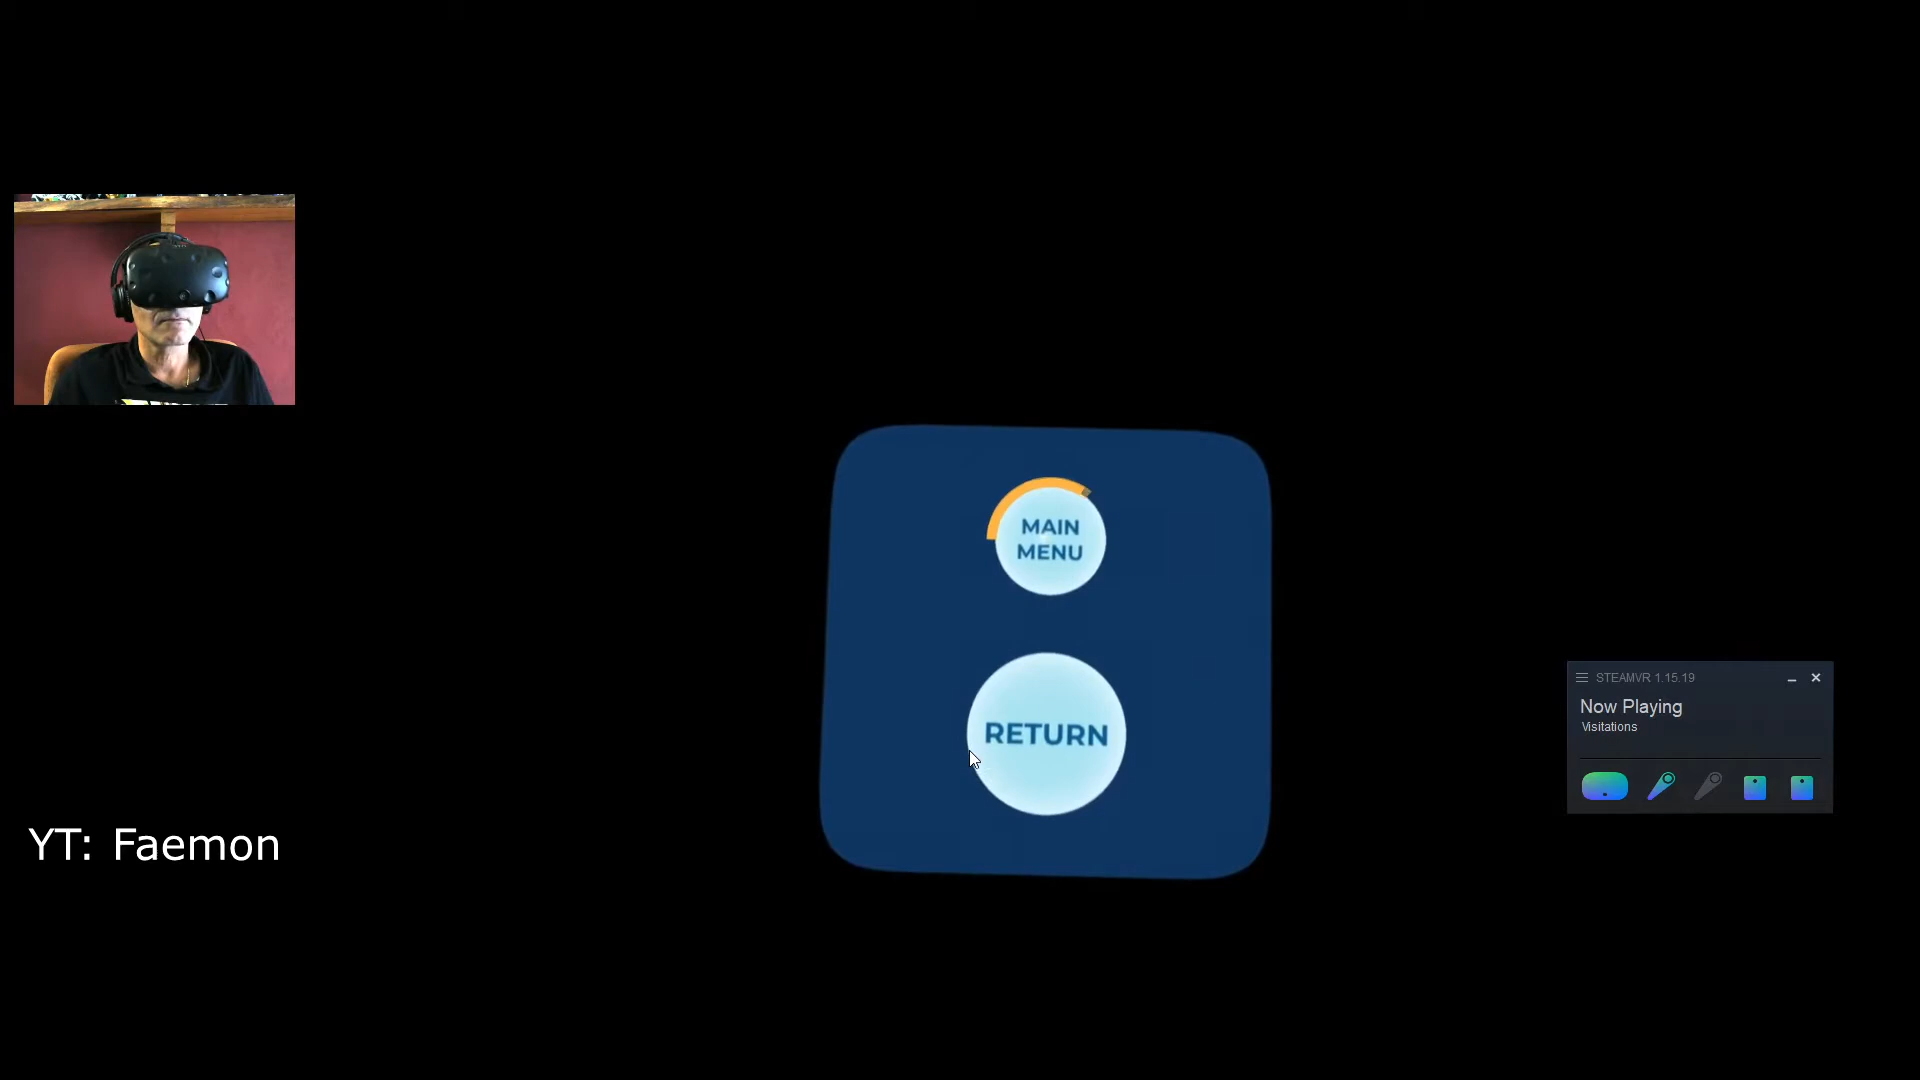 MAIN
MENU
RETURN
STEAMVR 1.15.19
Now Playing
Visitations
YT: Faemon